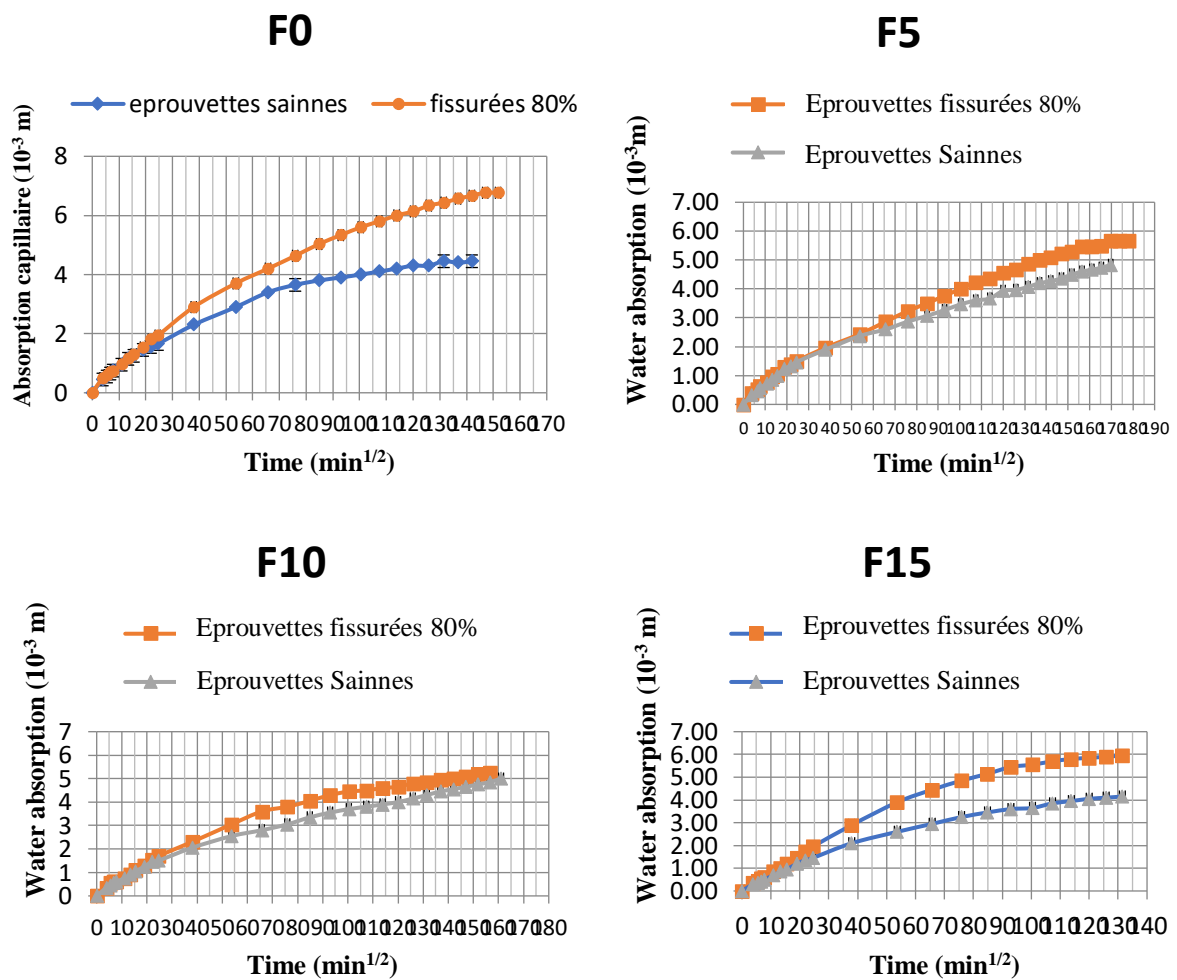 F0
eprouvettes sainnes fissurées 80%
Absorption capillaire (10⁻³ m)
8
6
4
2
0
0 10 20 30 40 50 60 70 80 90 100 110 120 130 140 150 160 170
Time (min^1/2)
F5
Eprouvettes fissurées 80%
Eprouvettes Sainnes
Water absorption (10⁻³m)
7.00
6.00
5.00
4.00
3.00
2.00
1.00
0.00
0 10 20 30 40 50 60 70 80 90 100 110 120 130 140 150 160 170 180 190
Time (min^1/2)
F10
Eprouvettes fissurées 80%
Eprouvettes Sainnes
Water absorption (10⁻³ m)
7
6
5
4
3
2
1
0
0 10 20 30 40 50 60 70 80 90 100 110 120 130 140 150 160 170 180
Time (min^1/2)
F15
Eprouvettes fissurées 80%
Eprouvettes Sainnes
Water absorption (10⁻³ m)
7.00
6.00
5.00
4.00
3.00
2.00
1.00
0.00
0 10 20 30 40 50 60 70 80 90 100 110 120 130 140
Time (min^1/2)